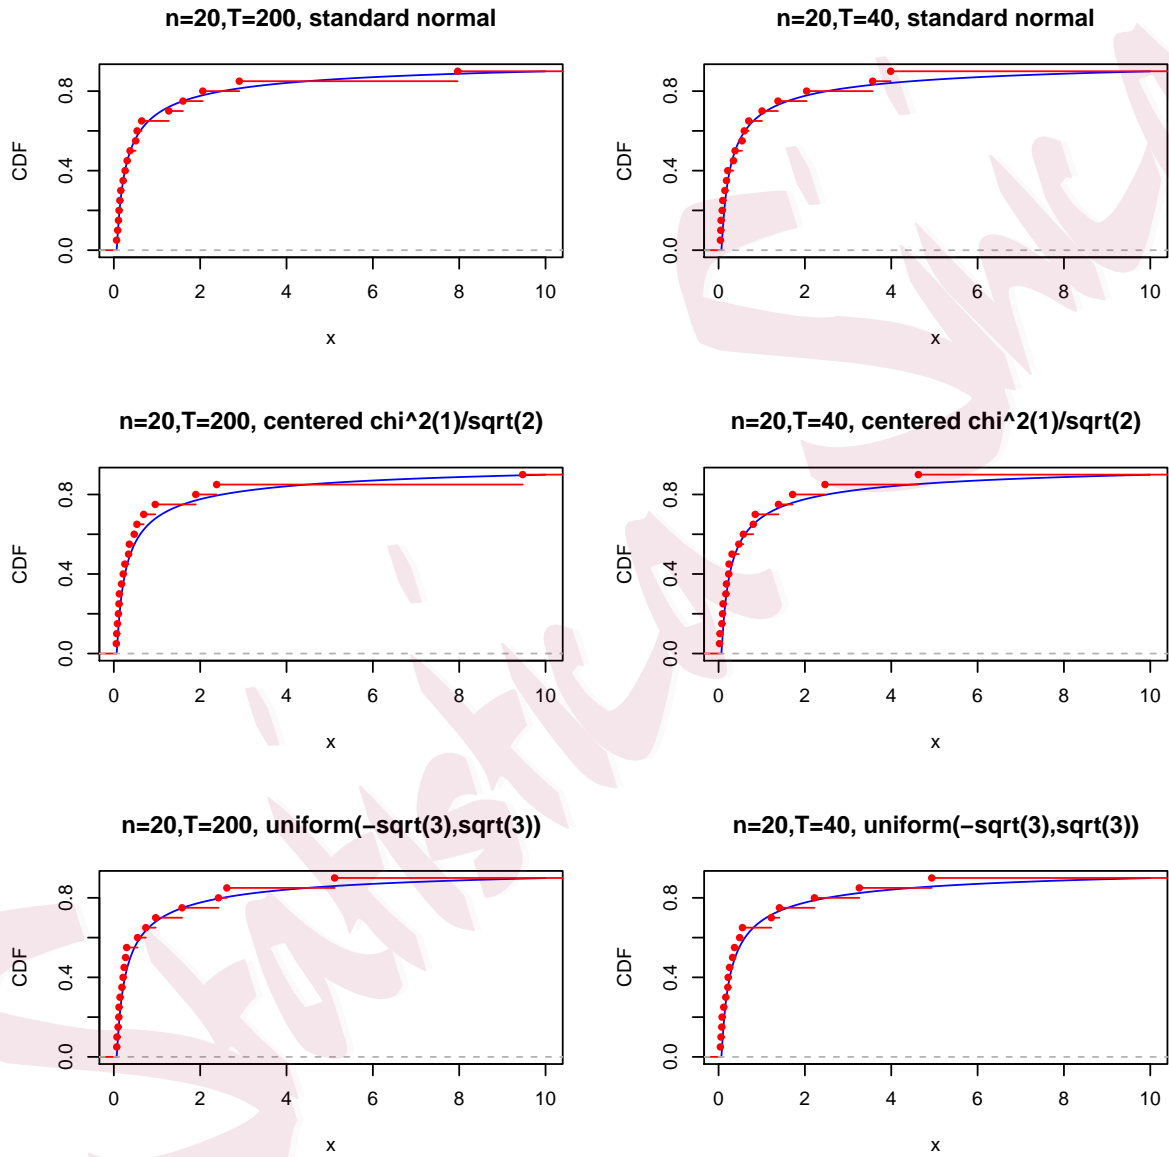 n=20,T=200, standard normal
CDF
0.0 0.4 0.8
0 2 4 6 8 10
x
n=20,T=40, standard normal
CDF
0.0 0.4 0.8
0 2 4 6 8 10
x
n=20,T=200, centered chi^2(1)/sqrt(2)
CDF
0.0 0.4 0.8
0 2 4 6 8 10
x
n=20,T=40, centered chi^2(1)/sqrt(2)
CDF
0.0 0.4 0.8
0 2 4 6 8 10
x
n=20,T=200, uniform(−sqrt(3),sqrt(3))
CDF
0.0 0.4 0.8
0 2 4 6 8 10
x
n=20,T=40, uniform(−sqrt(3),sqrt(3))
CDF
0.0 0.4 0.8
0 2 4 6 8 10
x
Statistica Sinica